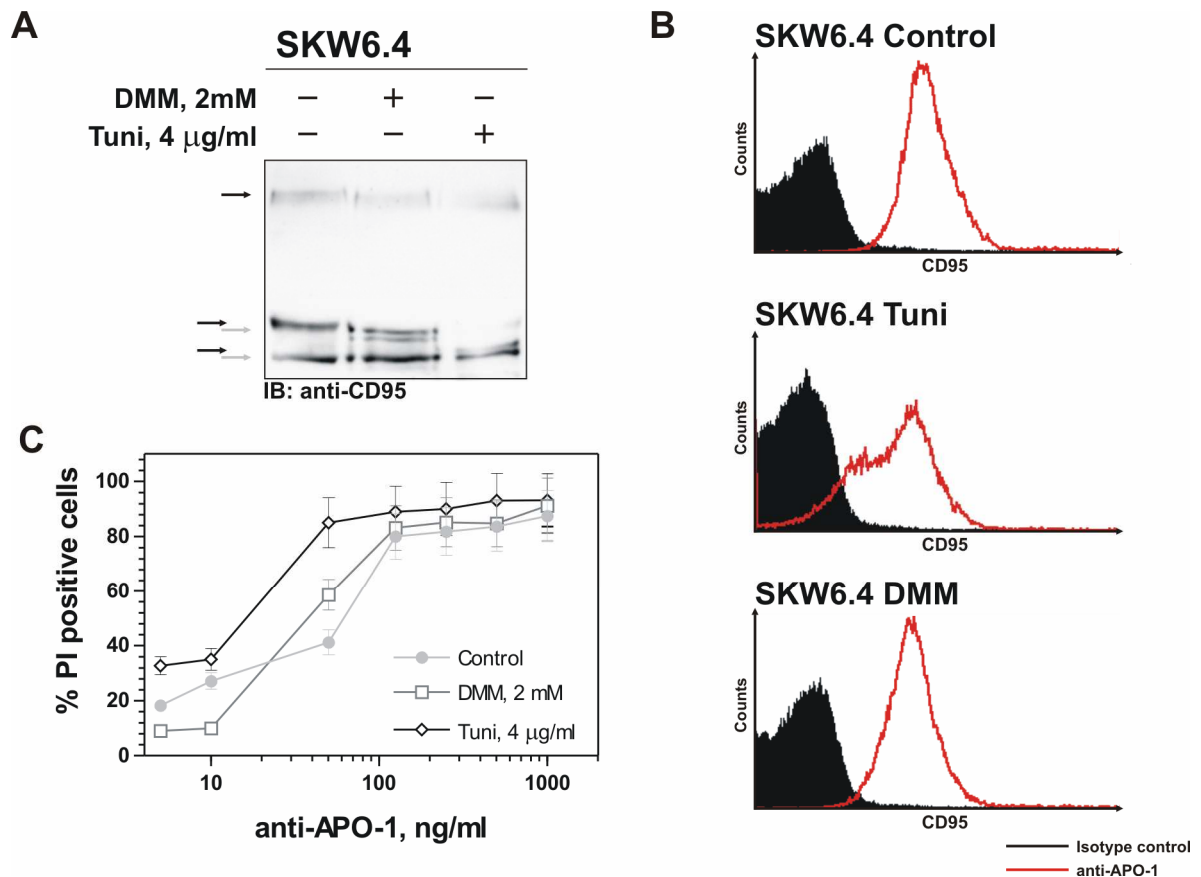 A
SKW6.4
DMM, 2mM − + −
Tuni, 4 μg/ml − − +
IB: anti-CD95
B
SKW6.4 Control
Counts
CD95
SKW6.4 Tuni
Counts
CD95
SKW6.4 DMM
Counts
CD95
Isotype control
anti-APO-1
C
% PI positive cells
100
80
60
40
20
0
10 100 1000
anti-APO-1, ng/ml
Control
DMM, 2 mM
Tuni, 4 μg/ml